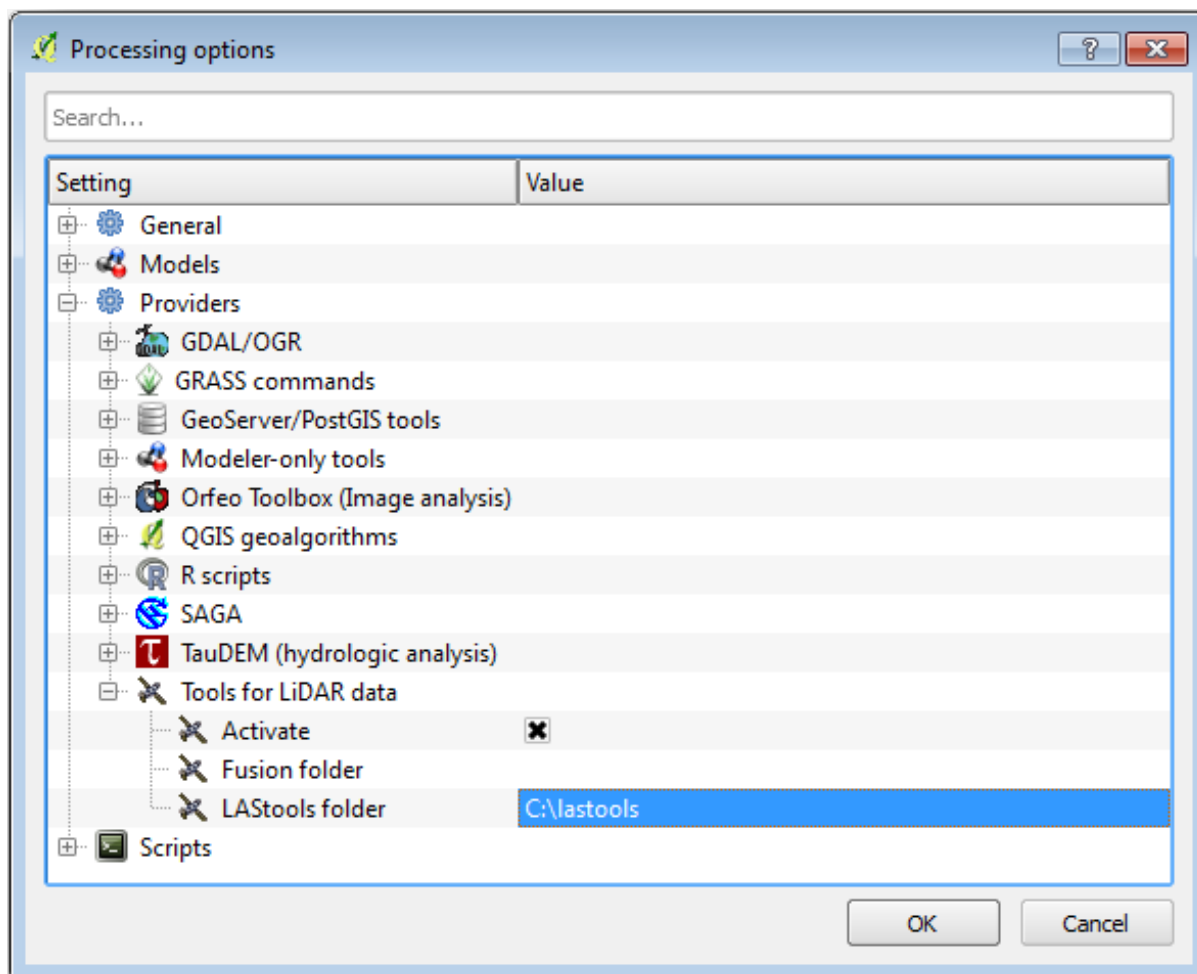 Processing options
Search...
Setting Value
General
Models
Providers
GDAL/OGR
GRASS commands
GeoServer/PostGIS tools
Modeler-only tools
Orfeo Toolbox (Image analysis)
QGIS geoalgorithms
R scripts
SAGA
TauDEM (hydrologic analysis)
Tools for LiDAR data
Activate
Fusion folder
LAStools folder C:\lastools
Scripts
OK Cancel